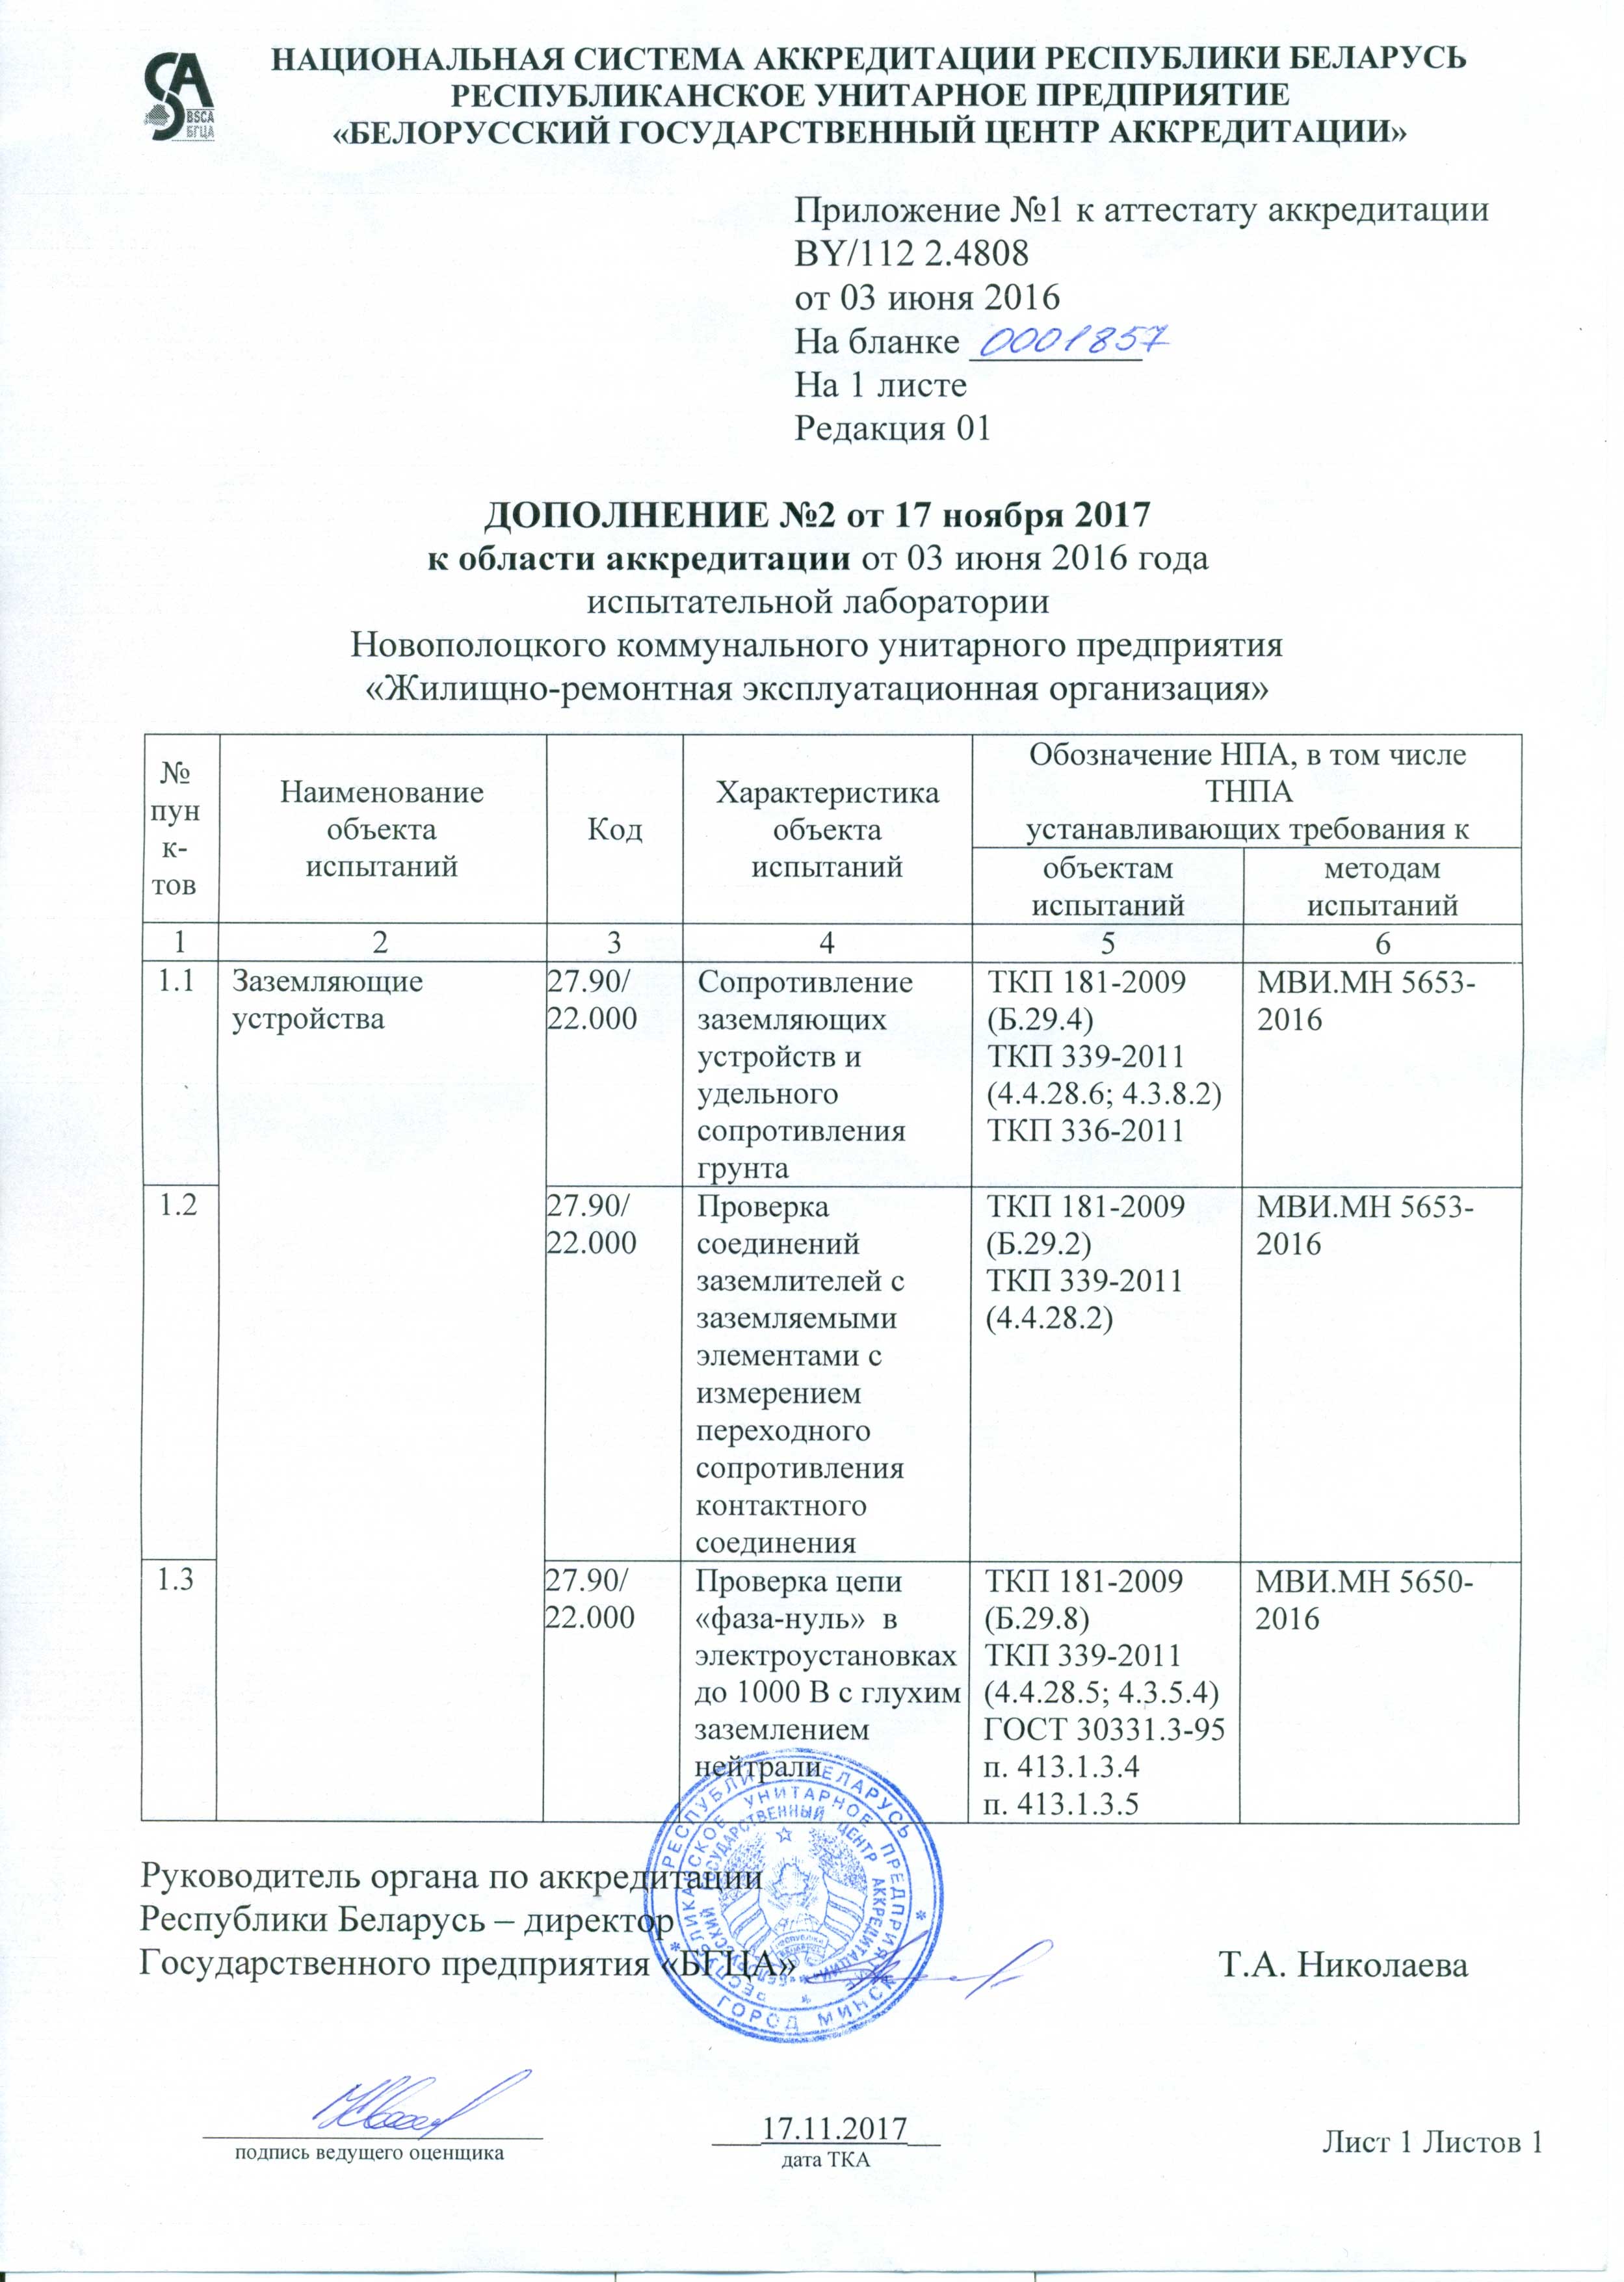 BSCA
БГЦА
НАЦИОНАЛЬНАЯ СИСТЕМА АККРЕДИТАЦИИ РЕСПУБЛИКИ БЕЛАРУСЬ
РЕСПУБЛИКАНСКОЕ УНИТАРНОЕ ПРЕДПРИЯТИЕ
«БЕЛОРУССКИЙ ГОСУДАРСТВЕННЫЙ ЦЕНТР АККРЕДИТАЦИИ»
Приложение №1 к аттестату аккредитации
BY/112 2.4808
от 03 июня 2016
На бланке 0001857
На 1 листе
Редакция 01
ДОПОЛНЕНИЕ №2 от 17 ноября 2017
к области аккредитации от 03 июня 2016 года
испытательной лаборатории
Новополоцкого коммунального унитарного предприятия
«Жилищно-ремонтная эксплуатационная организация»
№
пун
к-
тов
Наименование
объекта
испытаний
Код
Характеристика
объекта
испытаний
Обозначение НПА, в том числе
ТНПА
устанавливающих требования к
объектам
испытаний
методам
испытаний
1 2 3 4 5 6
1.1
Заземляющие
устройства
27.90/
22.000
Сопротивление
заземляющих
устройств и
удельного
сопротивления
грунта
ТКП 181-2009
(Б.29.4)
ТКП 339-2011
(4.4.28.6; 4.3.8.2)
ТКП 336-2011
МВИ.МН 5653-
2016
1.2
27.90/
22.000
Проверка
соединений
заземлителей с
заземляемыми
элементами с
измерением
переходного
сопротивления
контактного
соединения
ТКП 181-2009
(Б.29.2)
ТКП 339-2011
(4.4.28.2)
МВИ.МН 5653-
2016
1.3
27.90/
22.000
Проверка цепи
«фаза-нуль» в
электроустановках
до 1000 В с глухим
заземлением
нейтрали
ТКП 181-2009
(Б.29.8)
ТКП 339-2011
(4.4.28.5; 4.3.5.4)
ГОСТ 30331.3-95
п. 413.1.3.4
п. 413.1.3.5
МВИ.МН 5650-
2016
Руководитель органа по аккредитации
Республики Беларусь – директор
Государственного предприятия «БГЦА»
Т.А. Николаева
РЕСПУБЛИКА БЕЛАРУСЬ
ГОРОД МИНСК
РЕСПУБЛИКАНСКОЕ УНИТАРНОЕ ПРЕДПРИЯТИЕ
«БЕЛОРУССКИЙ ГОСУДАРСТВЕННЫЙ ЦЕНТР АККРЕДИТАЦИИ»
подпись ведущего оценщика
17.11.2017
дата ТКА
Лист 1 Листов 1